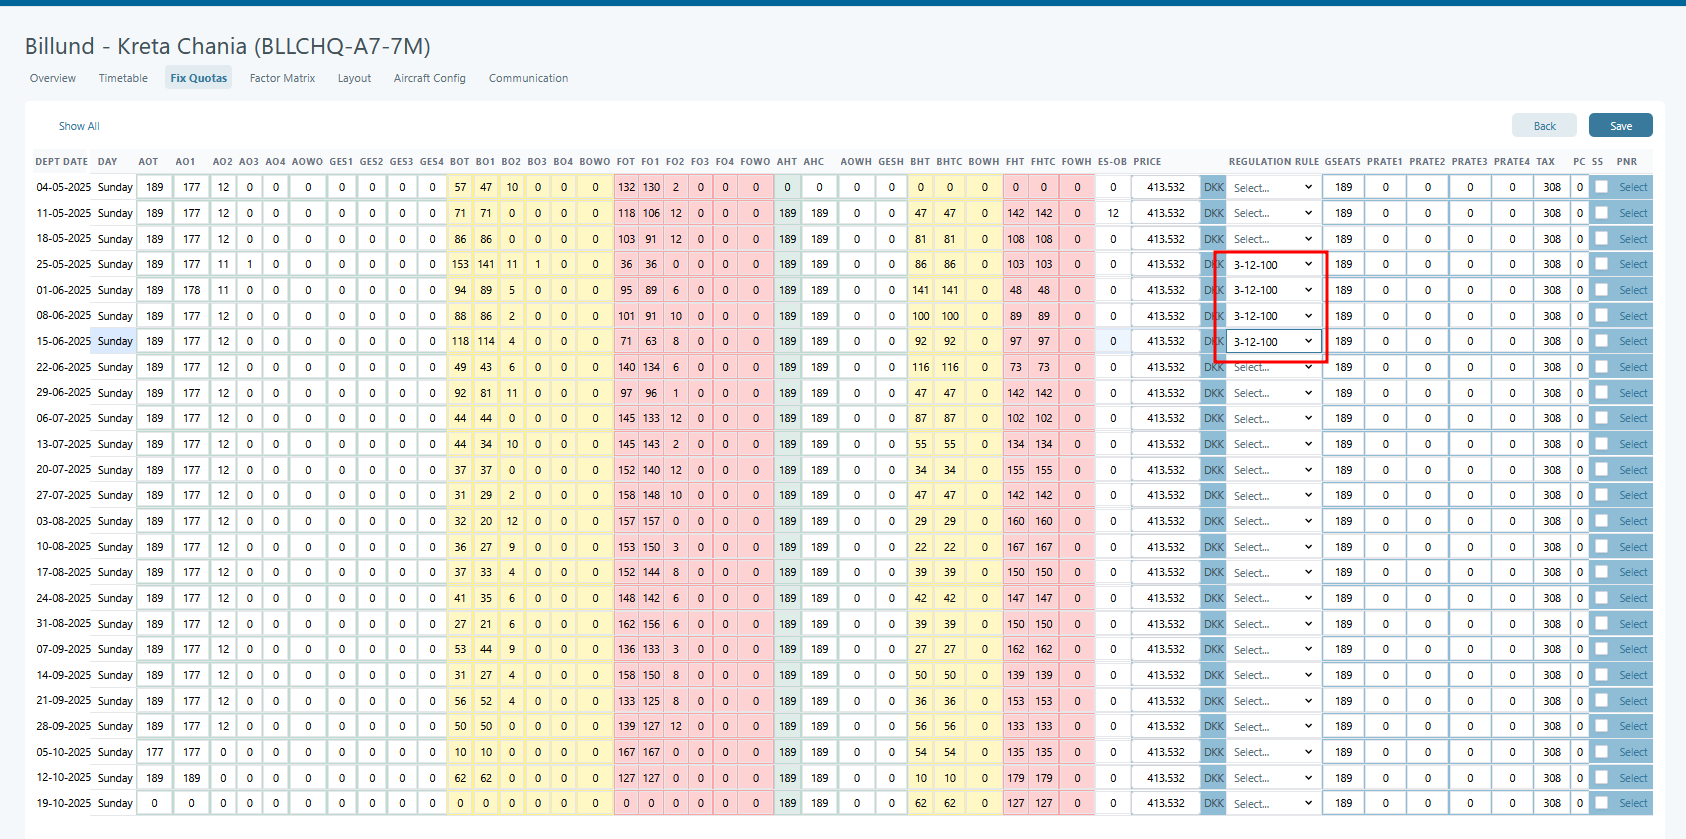 Billund - Kreta Chania (BLLCHQ-A7-7M)
Overview Timetable Fix Quotas Factor Matrix Layout Aircraft Config Communication
Show All Back Save
DEPT DATE DAY AOT AO1 AO2 AO3 AO4 AOWO GES1 GES2 GES3 GES4 BOT BO1 BO2 BO3 BO4 BOWO FOT FO1 FO2 FO3 FO4 FOWO AHT AHC AOWH GESH BHT BHTC BOWH FHT FHTC FOWH ES-OB PRICE REGULATION RULE GSEATS PRATE1 PRATE2 PRATE3 PRATE4 TAX PC SS PNR
04-05-2025 Sunday 189 177 12 0 0 0 0 0 0 0 57 47 10 0 0 0 132 130 2 0 0 0 0 0 0 0 0 0 0 0 0 0 0 413.532 DKK Select... 189 0 0 0 0 308 0 Select
11-05-2025 Sunday 189 177 12 0 0 0 0 0 0 0 71 71 0 0 0 0 118 106 12 0 0 0 189 189 0 0 47 47 0 142 142 0 12 413.532 DKK Select... 189 0 0 0 0 308 0 Select
18-05-2025 Sunday 189 177 12 0 0 0 0 0 0 0 86 86 0 0 0 0 103 91 12 0 0 0 189 189 0 0 81 81 0 108 108 0 0 413.532 DKK Select... 189 0 0 0 0 308 0 Select
25-05-2025 Sunday 189 177 11 1 0 0 0 0 0 0 153 141 11 1 0 0 36 36 0 0 0 0 189 189 0 0 86 86 0 103 103 0 0 413.532 DKK 3-12-100 189 0 0 0 0 308 0 Select
01-06-2025 Sunday 189 178 11 0 0 0 0 0 0 0 94 89 5 0 0 0 95 89 6 0 0 0 189 189 0 0 141 141 0 48 48 0 0 413.532 DKK 3-12-100 189 0 0 0 0 308 0 Select
08-06-2025 Sunday 189 177 12 0 0 0 0 0 0 0 88 86 2 0 0 0 101 91 10 0 0 0 189 189 0 0 100 100 0 89 89 0 0 413.532 DKK 3-12-100 189 0 0 0 0 308 0 Select
15-06-2025 Sunday 189 177 12 0 0 0 0 0 0 0 118 114 4 0 0 0 71 63 8 0 0 0 189 189 0 0 92 92 0 97 97 0 0 413.532 DKK 3-12-100 189 0 0 0 0 308 0 Select
22-06-2025 Sunday 189 177 12 0 0 0 0 0 0 0 49 43 6 0 0 0 140 134 6 0 0 0 189 189 0 0 116 116 0 73 73 0 0 413.532 DKK Select... 189 0 0 0 0 308 0 Select
29-06-2025 Sunday 189 177 12 0 0 0 0 0 0 0 92 81 11 0 0 0 97 96 1 0 0 0 189 189 0 0 47 47 0 142 142 0 0 413.532 DKK Select... 189 0 0 0 0 308 0 Select
06-07-2025 Sunday 189 177 12 0 0 0 0 0 0 0 44 44 0 0 0 0 145 133 12 0 0 0 189 189 0 0 87 87 0 102 102 0 0 413.532 DKK Select... 189 0 0 0 0 308 0 Select
13-07-2025 Sunday 189 177 12 0 0 0 0 0 0 0 44 34 10 0 0 0 145 143 2 0 0 0 189 189 0 0 55 55 0 134 134 0 0 413.532 DKK Select... 189 0 0 0 0 308 0 Select
20-07-2025 Sunday 189 177 12 0 0 0 0 0 0 0 37 37 0 0 0 0 152 140 12 0 0 0 189 189 0 0 34 34 0 155 155 0 0 413.532 DKK Select... 189 0 0 0 0 308 0 Select
27-07-2025 Sunday 189 177 12 0 0 0 0 0 0 0 31 29 2 0 0 0 158 148 10 0 0 0 189 189 0 0 47 47 0 142 142 0 0 413.532 DKK Select... 189 0 0 0 0 308 0 Select
03-08-2025 Sunday 189 177 12 0 0 0 0 0 0 0 32 20 12 0 0 0 157 157 0 0 0 0 189 189 0 0 29 29 0 160 160 0 0 413.532 DKK Select... 189 0 0 0 0 308 0 Select
10-08-2025 Sunday 189 177 12 0 0 0 0 0 0 0 36 27 9 0 0 0 153 150 3 0 0 0 189 189 0 0 22 22 0 167 167 0 0 413.532 DKK Select... 189 0 0 0 0 308 0 Select
17-08-2025 Sunday 189 177 12 0 0 0 0 0 0 0 37 33 4 0 0 0 152 144 8 0 0 0 189 189 0 0 39 39 0 150 150 0 0 413.532 DKK Select... 189 0 0 0 0 308 0 Select
24-08-2025 Sunday 189 177 12 0 0 0 0 0 0 0 41 35 6 0 0 0 148 142 6 0 0 0 189 189 0 0 42 42 0 147 147 0 0 413.532 DKK Select... 189 0 0 0 0 308 0 Select
31-08-2025 Sunday 189 177 12 0 0 0 0 0 0 0 27 21 6 0 0 0 162 156 6 0 0 0 189 189 0 0 39 39 0 150 150 0 0 413.532 DKK Select... 189 0 0 0 0 308 0 Select
07-09-2025 Sunday 189 177 12 0 0 0 0 0 0 0 53 44 9 0 0 0 136 133 3 0 0 0 189 189 0 0 27 27 0 162 162 0 0 413.532 DKK Select... 189 0 0 0 0 308 0 Select
14-09-2025 Sunday 189 177 12 0 0 0 0 0 0 0 31 27 4 0 0 0 158 150 8 0 0 0 189 189 0 0 50 50 0 139 139 0 0 413.532 DKK Select... 189 0 0 0 0 308 0 Select
21-09-2025 Sunday 189 177 12 0 0 0 0 0 0 0 56 52 4 0 0 0 133 125 8 0 0 0 189 189 0 0 36 36 0 153 153 0 0 413.532 DKK Select... 189 0 0 0 0 308 0 Select
28-09-2025 Sunday 189 177 12 0 0 0 0 0 0 0 50 50 0 0 0 0 139 127 12 0 0 0 189 189 0 0 56 56 0 133 133 0 0 413.532 DKK Select... 189 0 0 0 0 308 0 Select
05-10-2025 Sunday 177 177 0 0 0 0 0 0 0 0 10 10 0 0 0 0 167 167 0 0 0 0 189 189 0 0 54 54 0 135 135 0 0 413.532 DKK Select... 189 0 0 0 0 308 0 Select
12-10-2025 Sunday 189 189 0 0 0 0 0 0 0 0 62 62 0 0 0 0 127 127 0 0 0 0 189 189 0 0 10 10 0 179 179 0 0 413.532 DKK Select... 189 0 0 0 0 308 0 Select
19-10-2025 Sunday 0 0 0 0 0 0 0 0 0 0 0 0 0 0 0 0 0 0 0 0 0 0 189 189 0 0 62 62 0 127 127 0 0 413.532 DKK Select... 189 0 0 0 0 308 0 Select